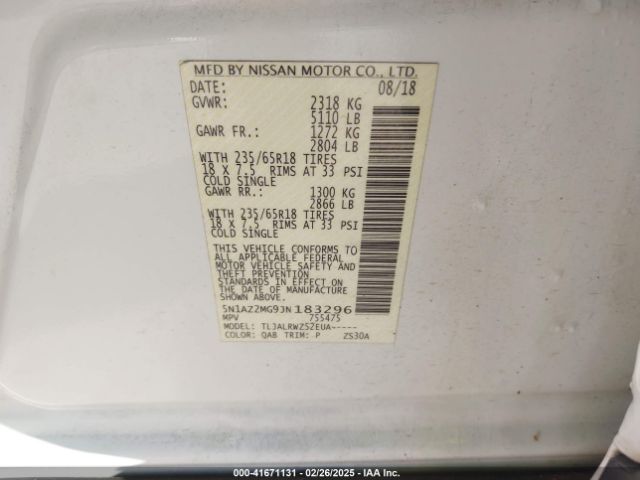 MFD BY NISSAN MOTOR CO., LTD.
DATE: 08/18
GVWR: 2318 KG
5110 LB
GAWR FR.: 1272 KG
2804 LB
WITH 235/65R18 TIRES
18 X 7.5 RIMS AT 33 PSI
COLD SINGLE
GAWR RR.: 1300 KG
2866 LB
WITH 235/65R18 TIRES
18 X 7.5 RIMS AT 33 PSI
COLD SINGLE
THIS VEHICLE CONFORMS TO
ALL APPLICABLE FEDERAL
MOTOR VEHICLE SAFETY AND
THEFT PREVENTION
STANDARDS IN EFFECT ON
THE DATE OF MANUFACTURE
SHOWN ABOVE.
5N1AZ2MG9JN183296
MPV 755475
MODEL: TLJALRWZ52EUA-----
COLOR: QAB TRIM: P ZS30A
000-41671131 - 02/26/2025 - IAA Inc.